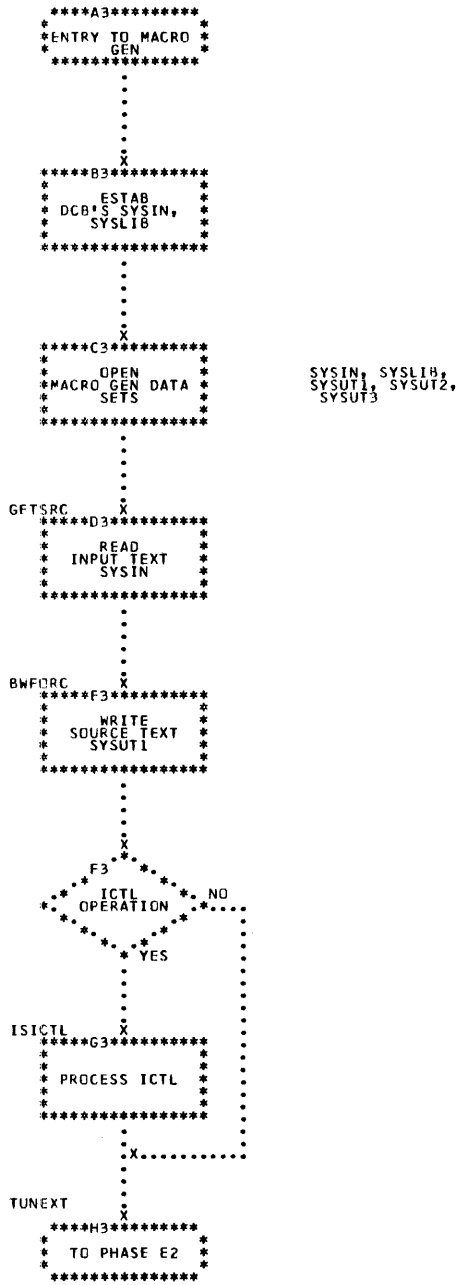 A3
ENTRY TO MACRO
GEN
B3
ESTAB
DCB'S SYSIN,
SYSLIB
C3
OPEN
MACRO GEN DATA
SETS
SYSIN, SYSLIB,
SYSUT1, SYSUT2,
SYSUT3
GETSRC
D3
READ
INPUT TEXT
SYSIN
BWFORC
E3
WRITE
SOURCE TEXT
SYSUT1
F3
ICTL
OPERATION
NO
YES
ISICTL
G3
PROCESS ICTL
TUNEXT
H3
TO PHASE E2